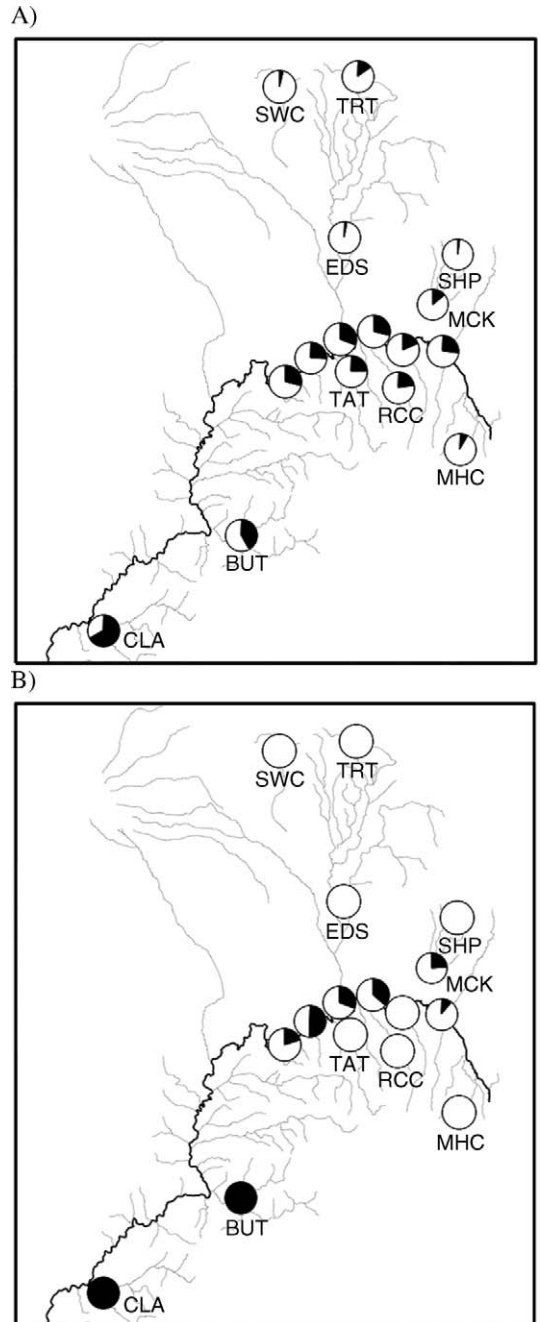 A)
SWC
TRT
EDS
SHP
MCK
TAT
RCC
MHC
BUT
CLA
B)
SWC
TRT
EDS
SHP
MCK
TAT
RCC
MHC
BUT
CLA